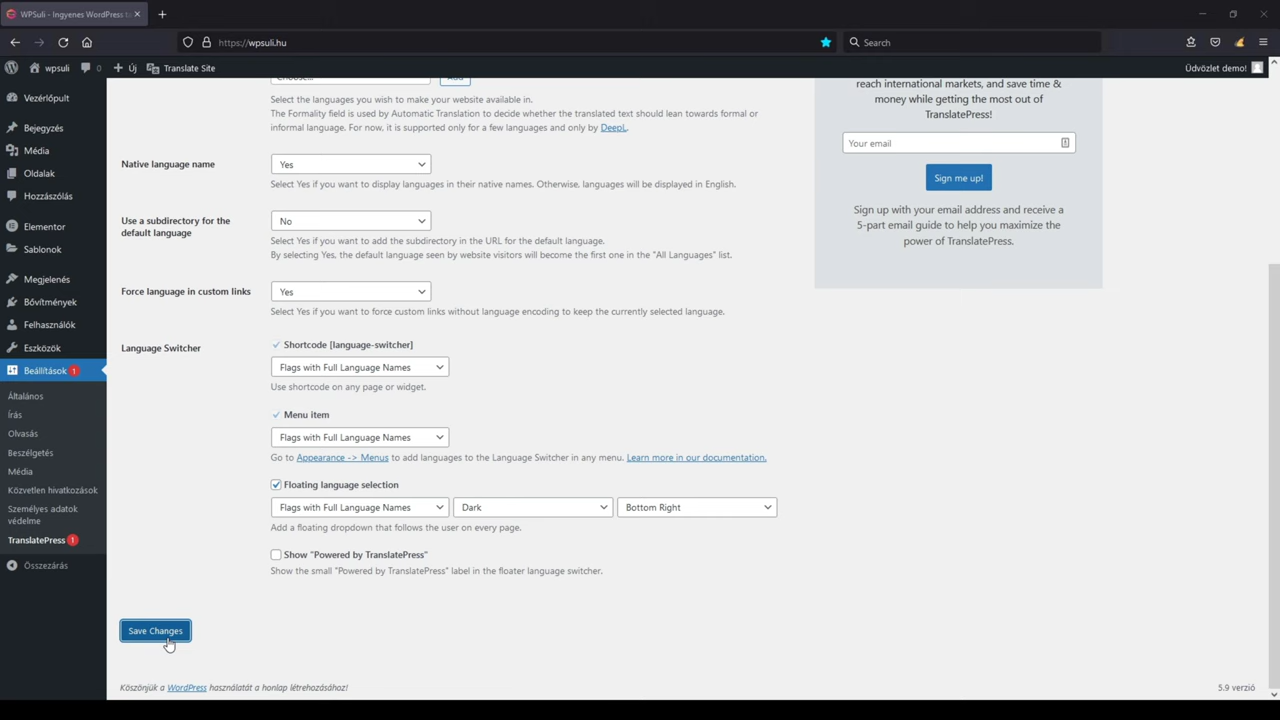 WPSuli - Ingyenes WordPress ta
https://wpsuli.hu
Search
wpsuli
0
Új
Translate Site
Üdvözlet demo!
Vezérlőpult
Bejegyzés
Média
Oldalak
Hozzászólás
Elementor
Sablonok
Megjelenés
Bővítmények
Felhasználók
Eszközök
Beállítások 1
Általános
Írás
Olvasás
Beszélgetés
Média
Közvetlen hivatkozások
Személyes adatok
védelme
TranslatePress 1
Összezárás
Choose...
Add
Select the languages you wish to make your website available in.
The Formality field is used by Automatic Translation to decide whether the translated text should lean towards formal or
informal language. For now, it is supported only for a few languages and only by DeepL.
Native language name
Yes
Select Yes if you want to display languages in their native names. Otherwise, languages will be displayed in English.
Use a subdirectory for the
default language
No
Select Yes if you want to add the subdirectory in the URL for the default language.
By selecting Yes, the default language seen by website visitors will become the first one in the "All Languages" list.
Force language in custom links
Yes
Select Yes if you want to force custom links without language encoding to keep the currently selected language.
Language Switcher
Shortcode [language-switcher]
Flags with Full Language Names
Use shortcode on any page or widget.
Menu item
Flags with Full Language Names
Go to Appearance -> Menus to add languages to the Language Switcher in any menu. Learn more in our documentation.
Floating language selection
Flags with Full Language Names
Dark
Bottom Right
Add a floating dropdown that follows the user on every page.
Show "Powered by TranslatePress"
Show the small "Powered by TranslatePress" label in the floater language switcher.
Save Changes
reach international markets, and save time &
money while getting the most out of
TranslatePress!
Your email
Sign me up!
Sign up with your email address and receive a
5-part email guide to help you maximize the
power of TranslatePress.
Köszönjük a WordPress használatát a honlap létrehozásához!
5.9 verzió